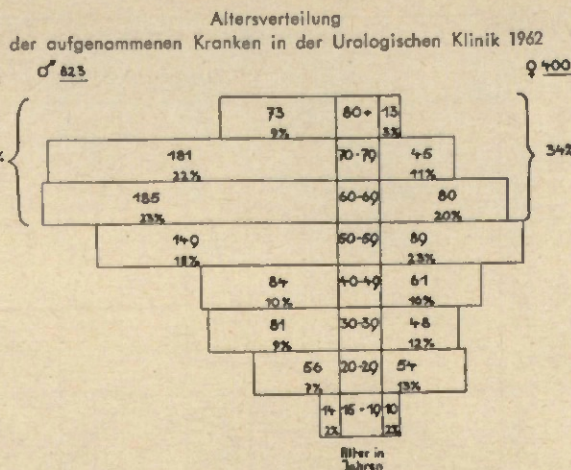 Altersverteilung
der aufgenommenen Kranken in der Urologischen Klinik 1962
♂ 823 ♀ 400
73 80+ 13
9% 3%
% 34%
181 70-79 45
22% 11%
185 60-69 80
23% 20%
149 50-59 89
18% 23%
84 40-49 61
10% 16%
81 30-39 48
9% 12%
56 20-29 54
7% 13%
14 15-19 10
2% 2%
Alter in
Jahren